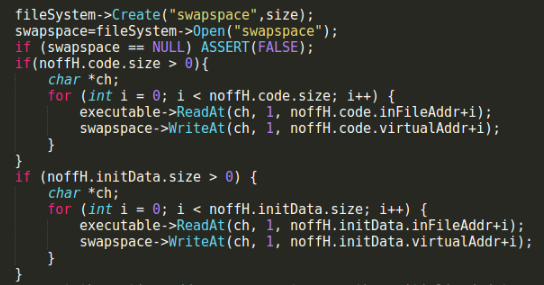 fileSystem->Create("swapspace",size);
swapspace=fileSystem->Open("swapspace");
if (swapspace == NULL) ASSERT(FALSE);
if(noffH.code.size > 0){
    char *ch;
    for (int i = 0; i < noffH.code.size; i++) {
        executable->ReadAt(ch, 1, noffH.code.inFileAddr+i);
        swapspace->WriteAt(ch, 1, noffH.code.virtualAddr+i);
    }
}
if (noffH.initData.size > 0) {
    char *ch;
    for (int i = 0; i < noffH.initData.size; i++) {
        executable->ReadAt(ch, 1, noffH.initData.inFileAddr+i);
        swapspace->WriteAt(ch, 1, noffH.initData.virtualAddr+i);
    }
}